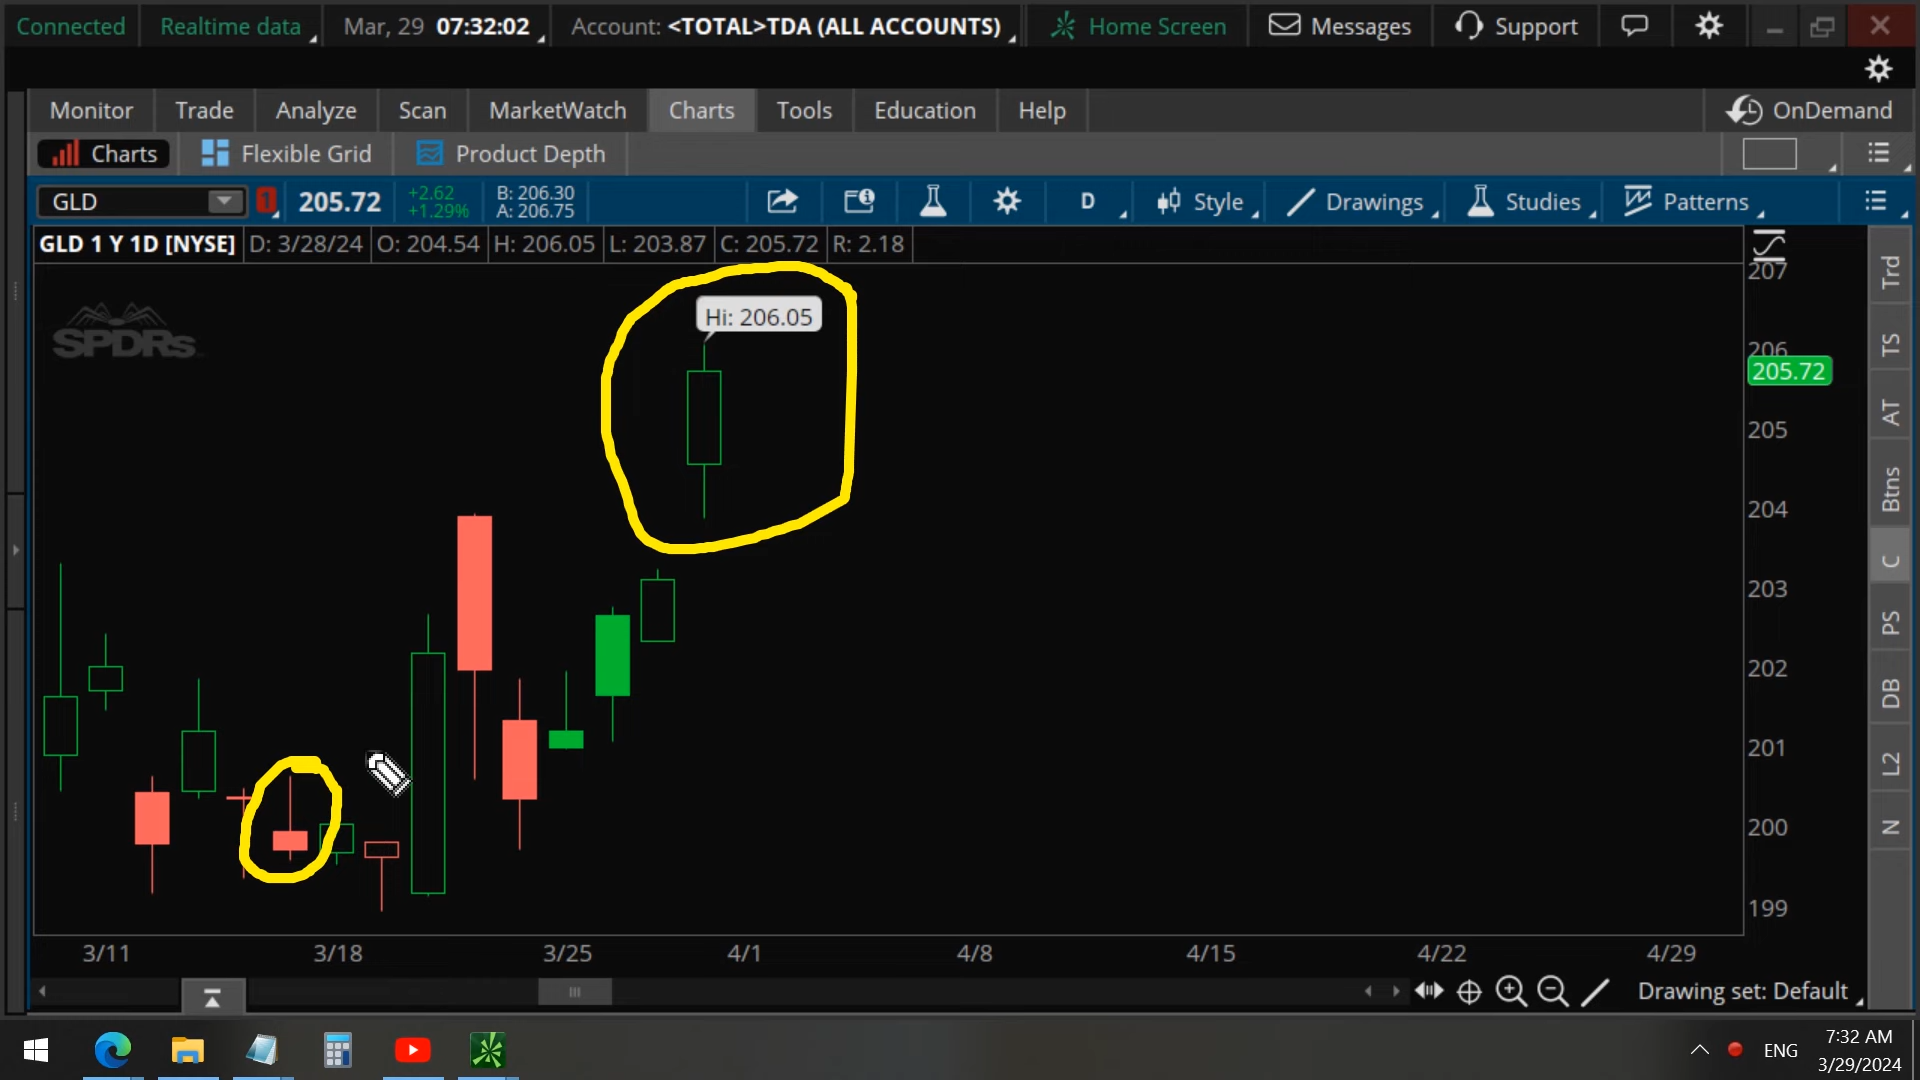 Connected Realtime data Mar, 29 07:32:02 Account: <TOTAL>TDA (ALL ACCOUNTS) Home Screen Messages Support
Monitor Trade Analyze Scan MarketWatch Charts Tools Education Help OnDemand
Charts Flexible Grid Product Depth
GLD 1 205.72 +2.62 B: 206.30 D Style Drawings Studies Patterns
+1.29% A: 206.75
GLD 1 Y 1D [NYSE] D: 3/28/24 O: 204.54 H: 206.05 L: 203.87 C: 205.72 R: 2.18
SPDRs
Hi: 206.05
207
206
205.72
205
204
203
202
201
200
199
Trd
TS
AT
Btns
C
PS
DB
L2
N
3/11 3/18 3/25 4/1 4/8 4/15 4/22 4/29
Drawing set: Default
ENG
7:32 AM
3/29/2024